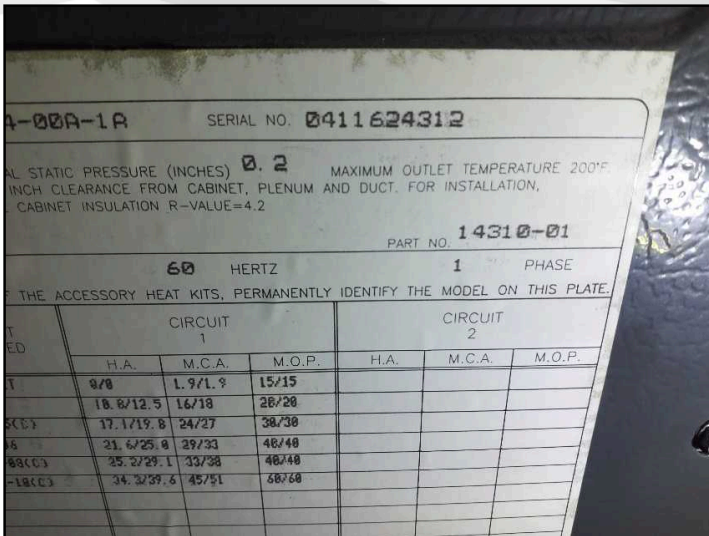 4-00A-1A SERIAL NO. 0411624312
AL STATIC PRESSURE (INCHES) 0.2 MAXIMUM OUTLET TEMPERATURE 200°F
INCH CLEARANCE FROM CABINET, PLENUM AND DUCT. FOR INSTALLATION,
CABINET INSULATION R-VALUE=4.2
PART NO. 14310-01
60 HERTZ 1 PHASE
THE ACCESSORY HEAT KITS, PERMANENTLY IDENTIFY THE MODEL ON THIS PLATE.
CIRCUIT CIRCUIT
ED 1 2
H.A. M.C.A. M.O.P. H.A. M.C.A. M.O.P.
0/0 1.9/1.9 15/15
10.8/12.5 16/18 20/20
17.1/19.8 24/27 30/30
21.6/25.0 29/33 40/40
25.2/29.1 33/38 40/40
34.3/39.6 45/51 60/60